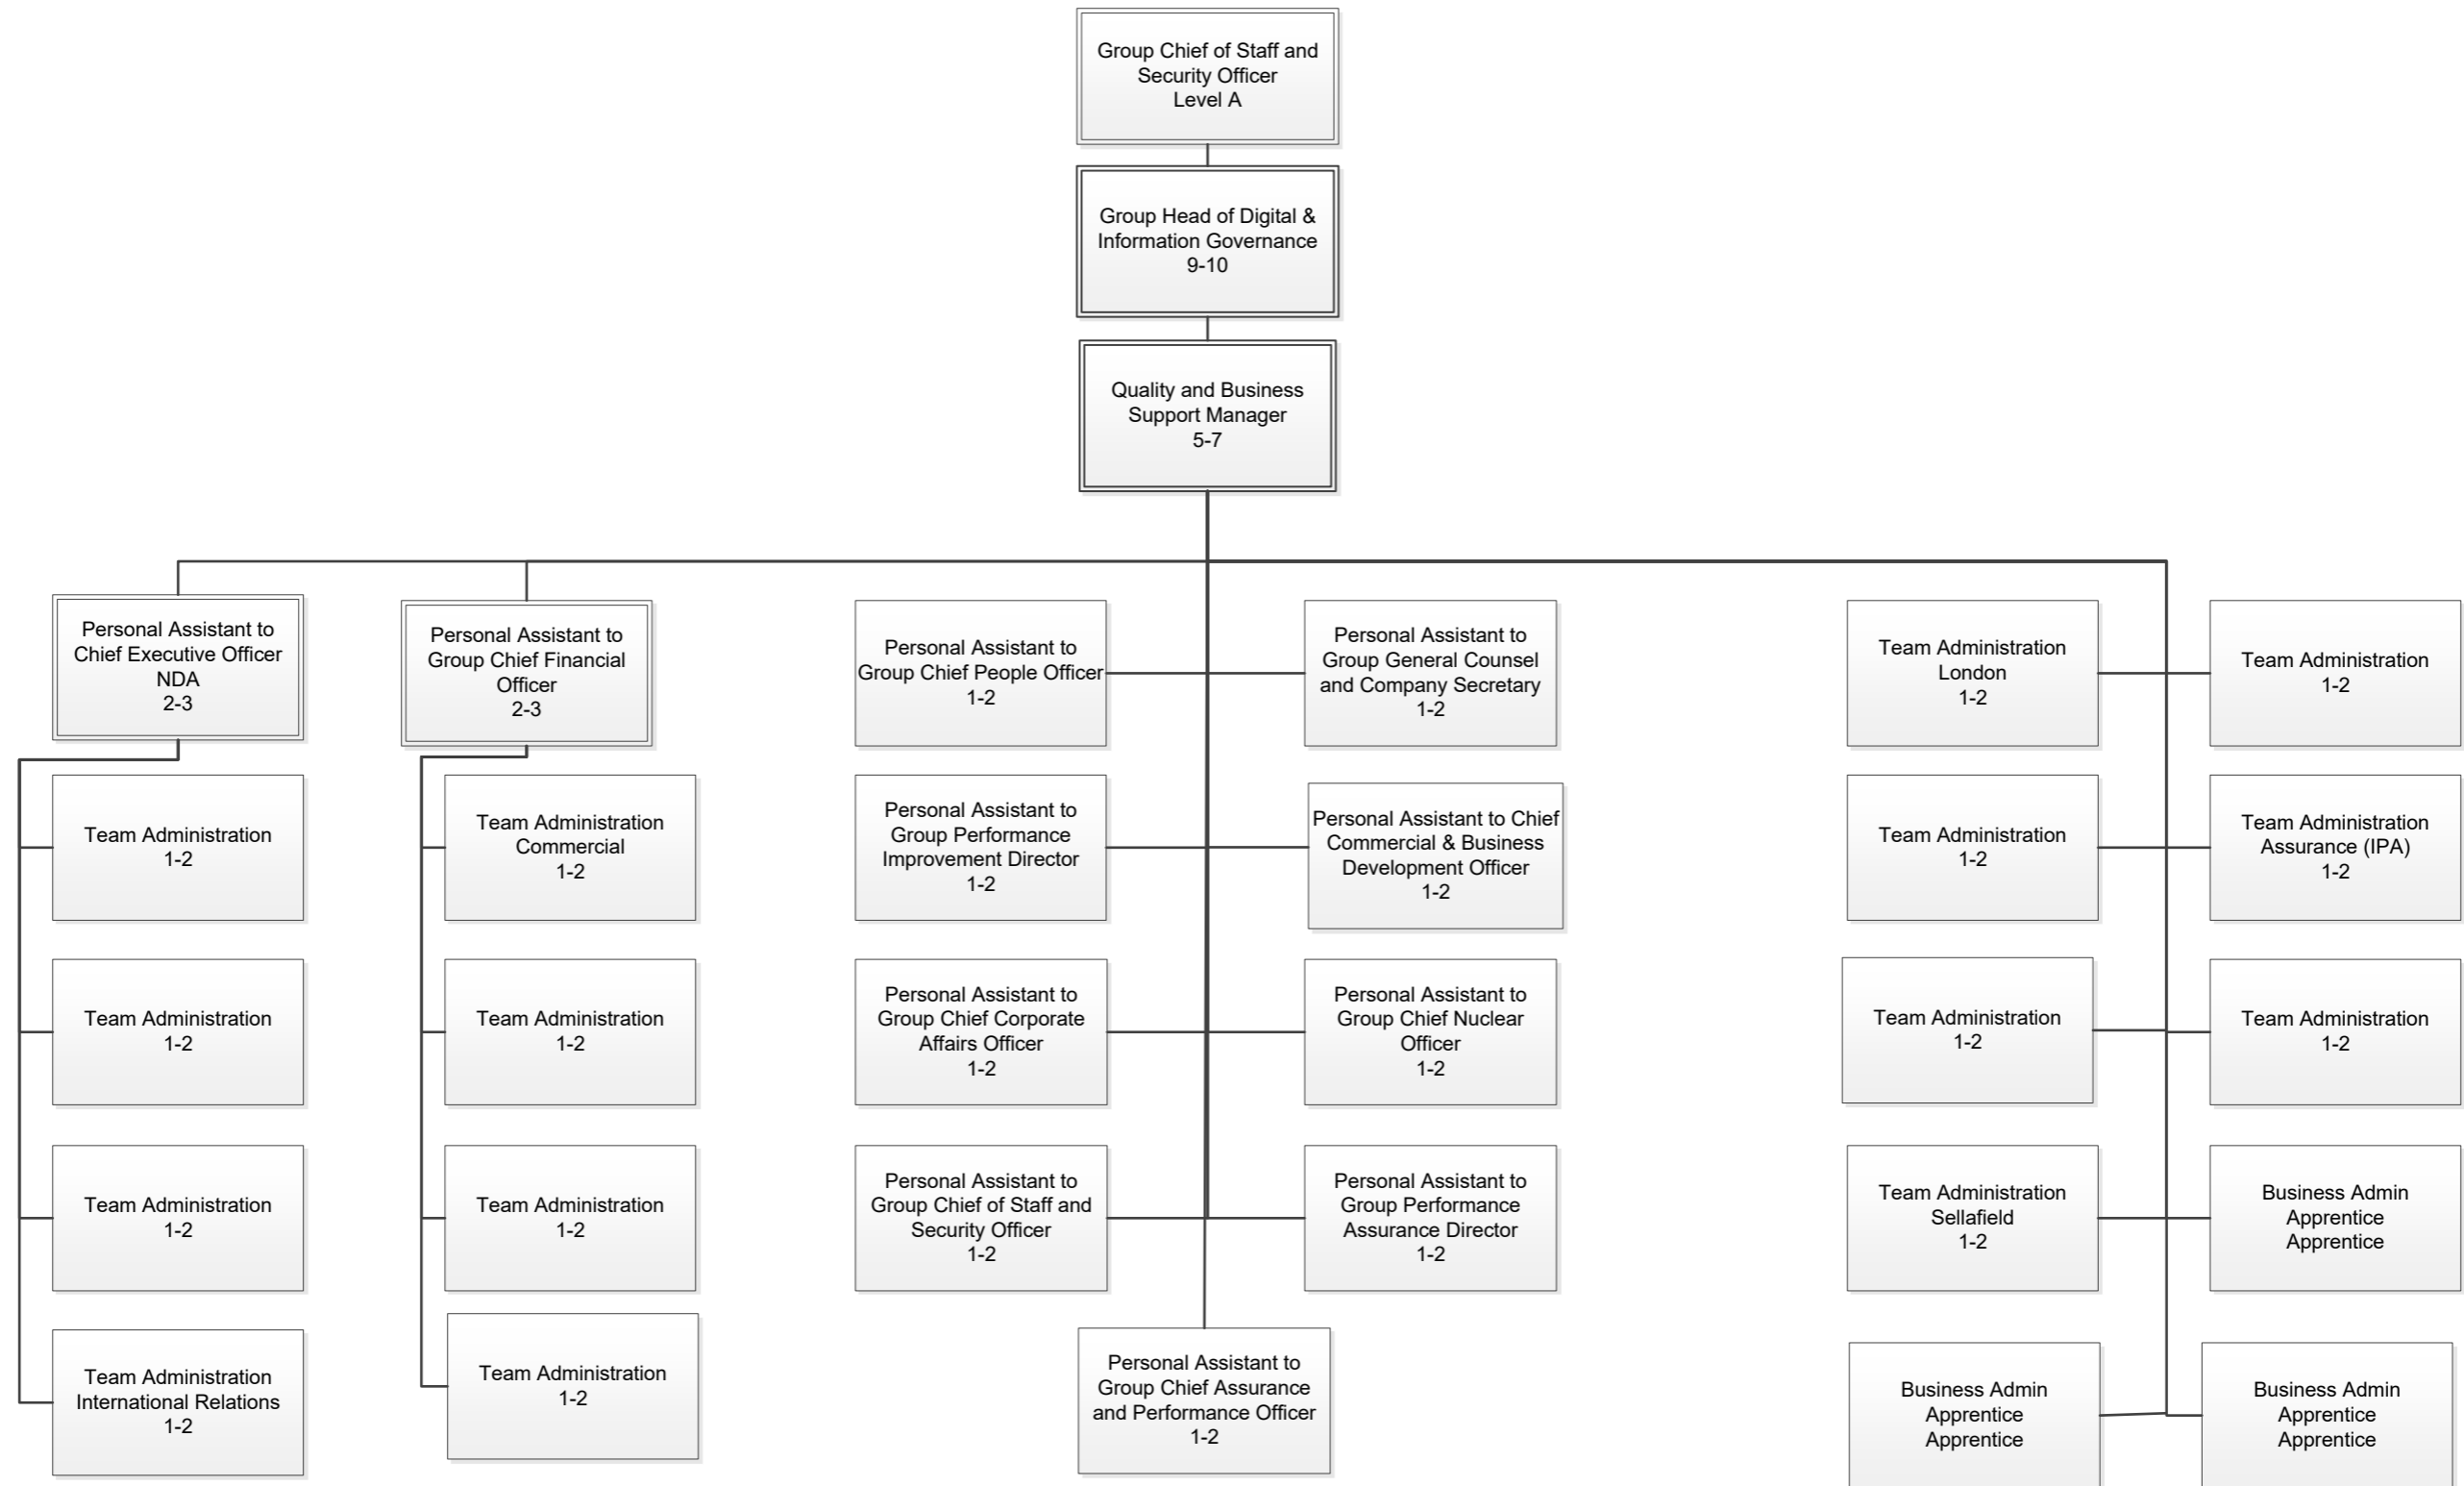 Group Chief of Staff and
Security Officer
Level A
Group Head of Digital &
Information Governance
9-10
Quality and Business
Support Manager
5-7
Personal Assistant to
Chief Executive Officer
NDA
2-3
Team Administration
1-2
Team Administration
1-2
Team Administration
1-2
Team Administration
International Relations
1-2
Personal Assistant to
Group Chief Financial
Officer
2-3
Team Administration
Commercial
1-2
Team Administration
1-2
Team Administration
1-2
Team Administration
1-2
Personal Assistant to
Group Chief People Officer
1-2
Personal Assistant to
Group General Counsel
and Company Secretary
1-2
Personal Assistant to
Group Performance
Improvement Director
1-2
Personal Assistant to Chief
Commercial & Business
Development Officer
1-2
Personal Assistant to
Group Chief Corporate
Affairs Officer
1-2
Personal Assistant to
Group Chief Nuclear
Officer
1-2
Personal Assistant to
Group Chief of Staff and
Security Officer
1-2
Personal Assistant to
Group Performance
Assurance Director
1-2
Personal Assistant to
Group Chief Assurance
and Performance Officer
1-2
Team Administration
London
1-2
Team Administration
1-2
Team Administration
1-2
Team Administration
Assurance (IPA)
1-2
Team Administration
1-2
Team Administration
1-2
Team Administration
Sellafield
1-2
Business Admin
Apprentice
Apprentice
Business Admin
Apprentice
Apprentice
Business Admin
Apprentice
Apprentice